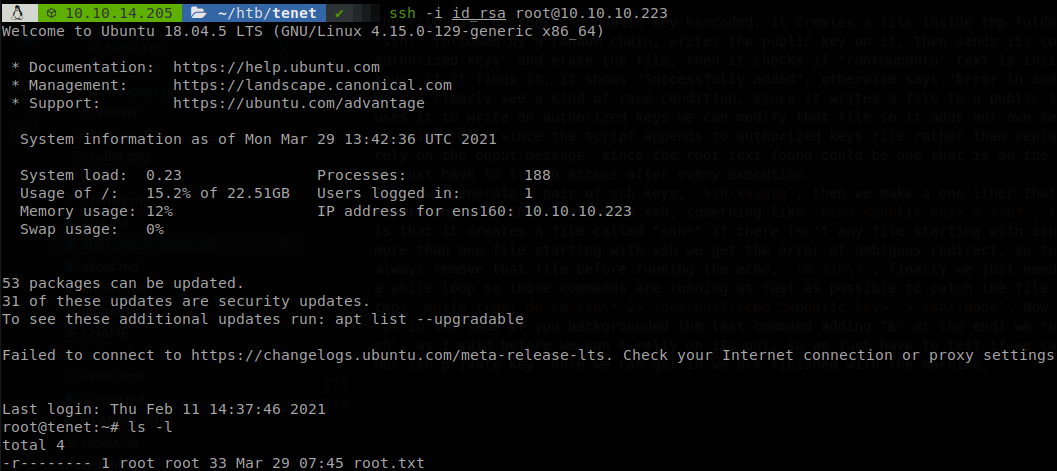 10.10.14.205 ~/htb/tenet ✔ ssh -i id_rsa root@10.10.10.223
Welcome to Ubuntu 18.04.5 LTS (GNU/Linux 4.15.0-129-generic x86_64)
* Documentation: https://help.ubuntu.com
* Management: https://landscape.canonical.com
* Support: https://ubuntu.com/advantage
System information as of Mon Mar 29 13:42:36 UTC 2021
System load: 0.23 Processes: 188
Usage of /: 15.2% of 22.51GB Users logged in: 1
Memory usage: 12% IP address for ens160: 10.10.10.223
Swap usage: 0%
53 packages can be updated.
31 of these updates are security updates.
To see these additional updates run: apt list --upgradable
Failed to connect to https://changelogs.ubuntu.com/meta-release-lts. Check your Internet connection or proxy settings
Last login: Thu Feb 11 14:37:46 2021
root@tenet:~# ls -l
total 4
-r-------- 1 root root 33 Mar 29 07:45 root.txt